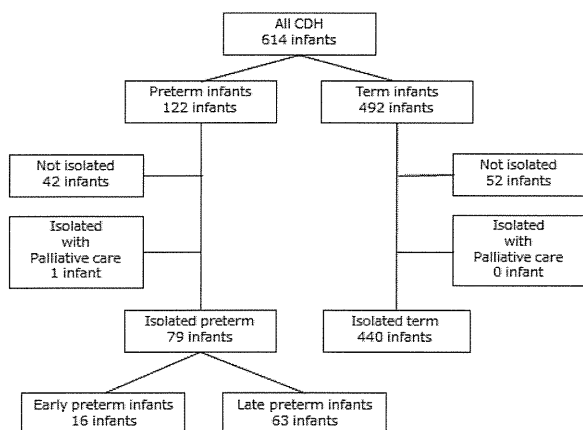 All CDH
614 infants
Preterm infants
122 infants
Term infants
492 infants
Not isolated
42 infants
Not isolated
52 infants
Isolated
with
Palliative care
1 infant
Isolated
with
Palliative care
0 infant
Isolated preterm
79 infants
Isolated term
440 infants
Early preterm infants
16 infants
Late preterm infants
63 infants